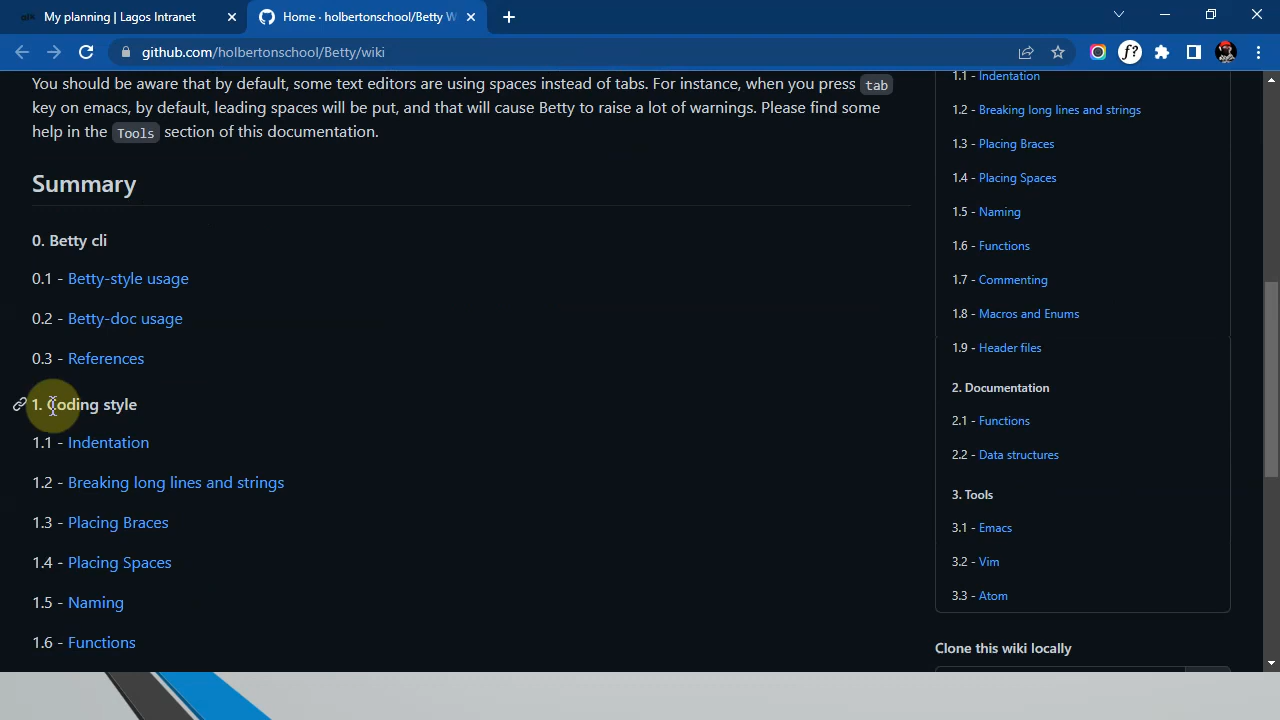 My planning | Lagos Intranet
Home · holbertonschool/Betty W
github.com/holbertonschool/Betty/wiki
You should be aware that by default, some text editors are using spaces instead of tabs. For instance, when you press tab
key on emacs, by default, leading spaces will be put, and that will cause Betty to raise a lot of warnings. Please find some
help in the Tools section of this documentation.
Summary
0. Betty cli
0.1 - Betty-style usage
0.2 - Betty-doc usage
0.3 - References
1. Coding style
1.1 - Indentation
1.2 - Breaking long lines and strings
1.3 - Placing Braces
1.4 - Placing Spaces
1.5 - Naming
1.6 - Functions
1.1 - Indentation
1.2 - Breaking long lines and strings
1.3 - Placing Braces
1.4 - Placing Spaces
1.5 - Naming
1.6 - Functions
1.7 - Commenting
1.8 - Macros and Enums
1.9 - Header files
2. Documentation
2.1 - Functions
2.2 - Data structures
3. Tools
3.1 - Emacs
3.2 - Vim
3.3 - Atom
Clone this wiki locally